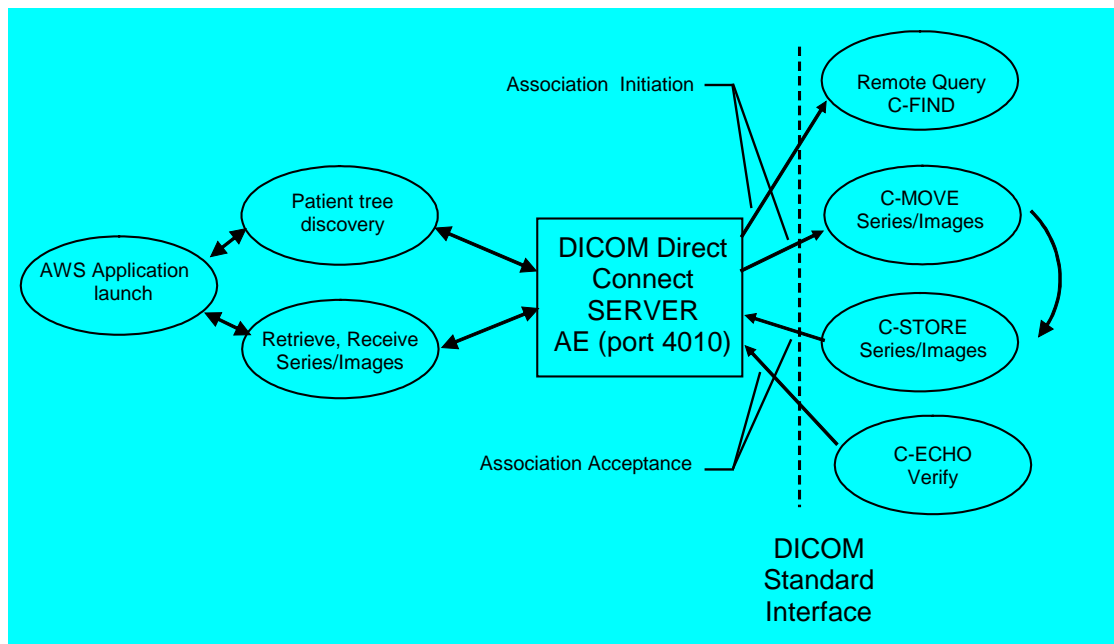 Association Initiation
Remote Query
C-FIND
Patient tree
discovery
C-MOVE
Series/Images
AWS Application
launch
DICOM Direct
Connect
SERVER
AE (port 4010)
Retrieve, Receive
Series/Images
C-STORE
Series/Images
Association Acceptance
C-ECHO
Verify
DICOM
Standard
Interface